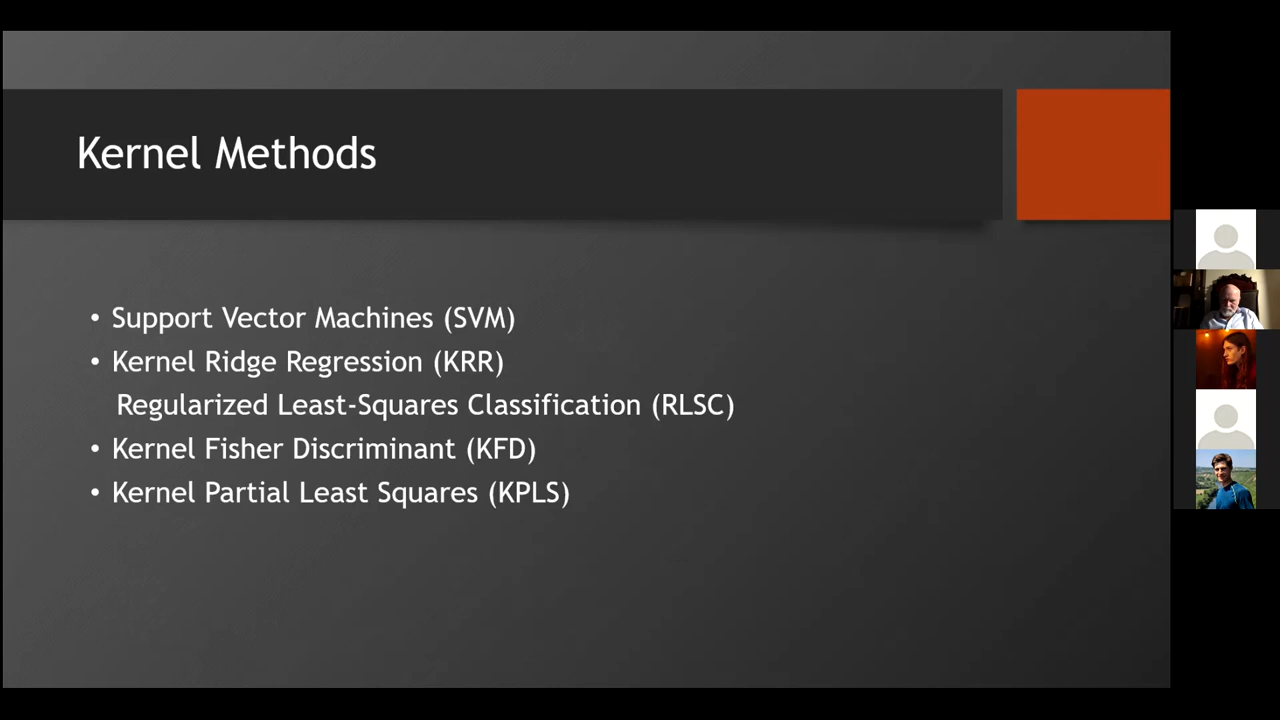 Kernel Methods
• Support Vector Machines (SVM)
• Kernel Ridge Regression (KRR)
Regularized Least-Squares Classification (RLSC)
• Kernel Fisher Discriminant (KFD)
• Kernel Partial Least Squares (KPLS)